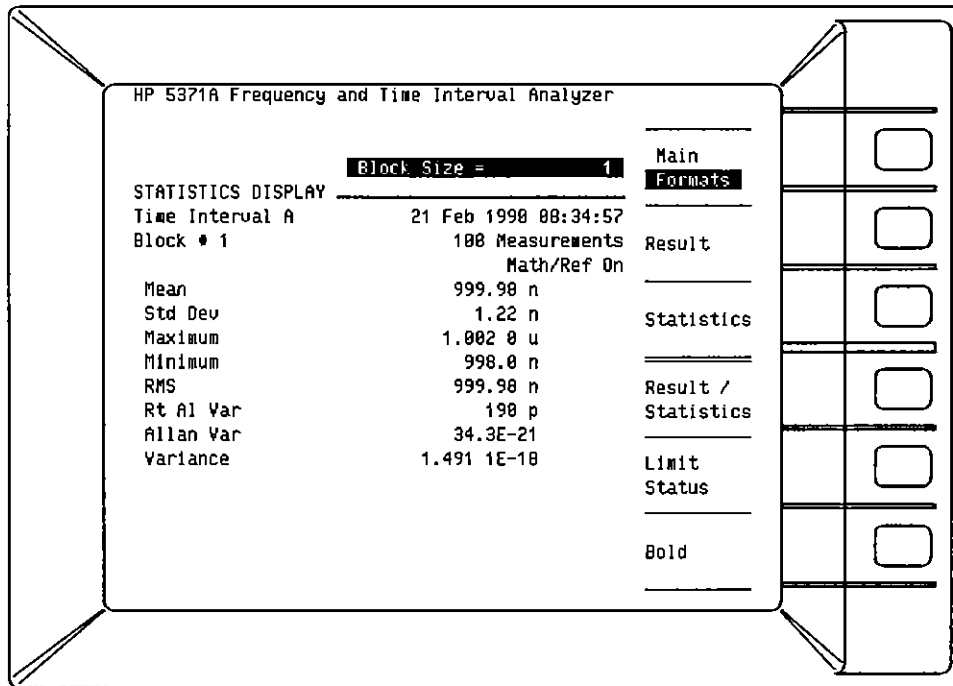 HP 5371A Frequency and Time Interval Analyzer
Block Size = 1
STATISTICS DISPLAY
Time Interval A 21 Feb 1990 08:34:57
Block # 1 100 Measurements
Math/Ref On
Mean 999.98 n
Std Dev 1.22 n
Maximum 1.002 0 u
Minimum 998.0 n
RMS 999.98 n
Rt Al Var 190 p
Allan Var 34.3E-21
Variance 1.491 1E-18
Main
Formats
Result
Statistics
Result /
Statistics
Limit
Status
Bold